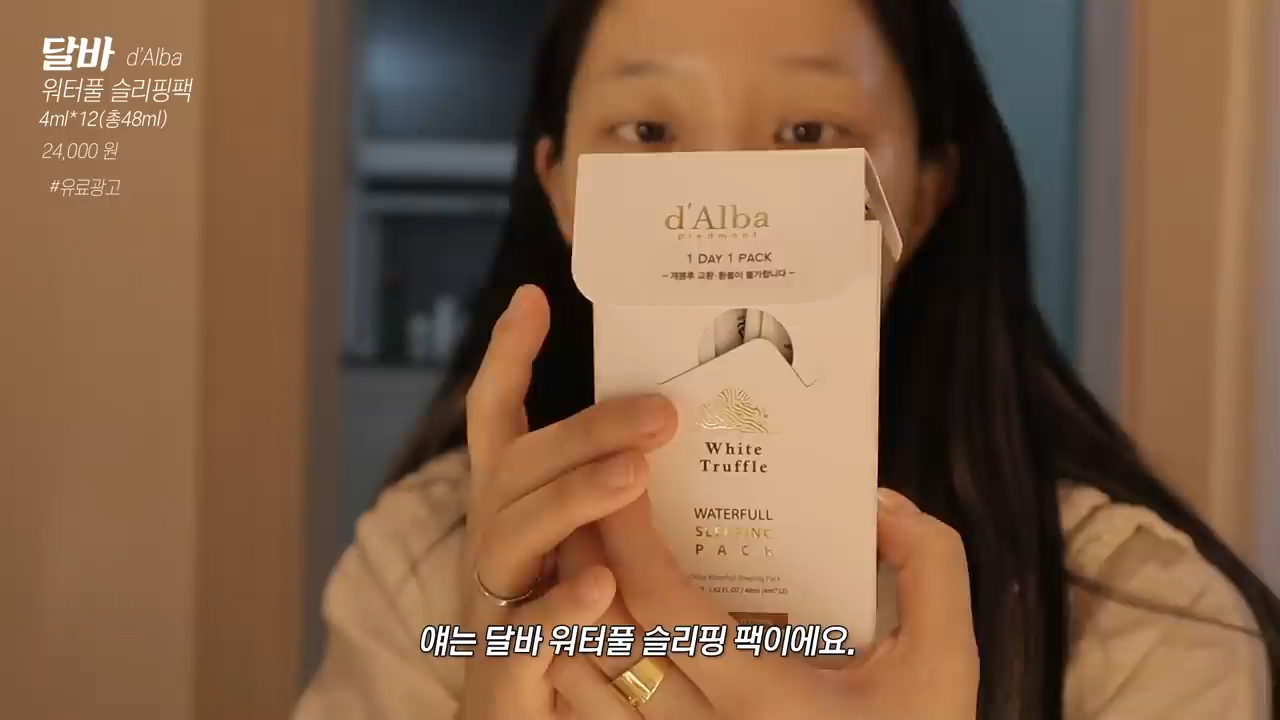 달바 d'Alba
워터풀 슬리핑팩
4ml*12(총48ml)
24,000 원
#유료광고
d'Alba
piedmont
1 DAY 1 PACK
- 개봉후 교환·환불이 불가합니다 -
White
Truffle
WATERFULL
SLEEPING
PACK
얘는 달바 워터풀 슬리핑 팩이에요.